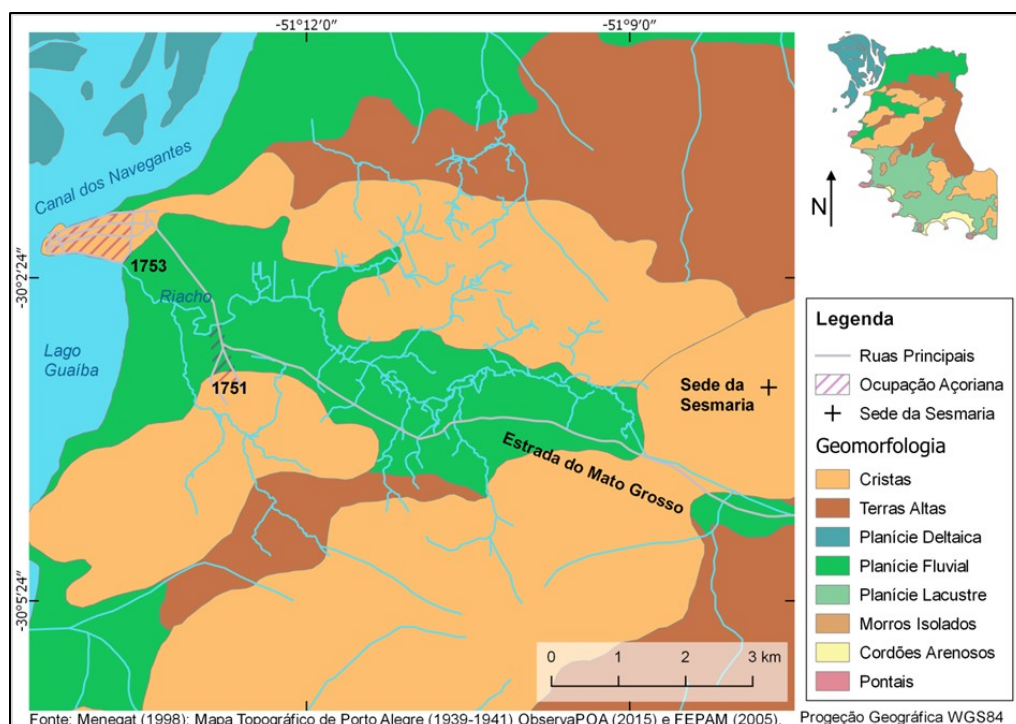 -51°12'0"
-51°9'0"
Canal dos Navegantes
-30°2'24"
1753
Riacho
Lago
Guaíba
1751
Sede da
Sesmaria
Estrada do Mato Grosso
-30°5'24"
0 1 2 3 km
N
Legenda
Ruas Principais
Ocupação Açoriana
Sede da Sesmaria
Geomorfologia
Cristas
Terras Altas
Planície Deltaica
Planície Fluvial
Planície Lacustre
Morros Isolados
Cordões Arenosos
Pontais
Fonte: Menegat (1998); Mapa Topográfico de Porto Alegre (1939-1941) ObservaPOA (2015) e FEPAM (2005).
Progeção Geográfica WGS84